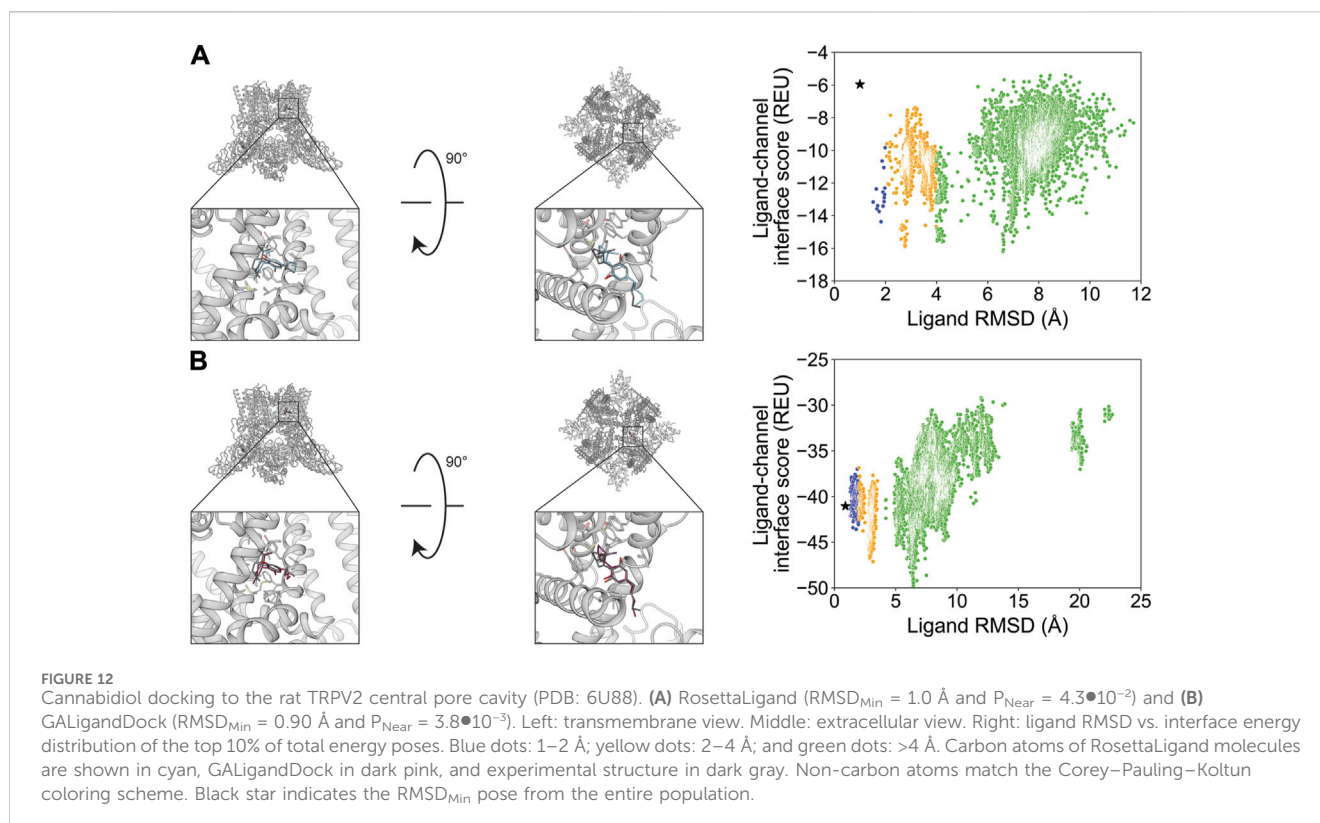 A
90°
−4
−6
−8
−10
−12
−14
−16
−18
0
2
4
6
8
10
12
Ligand-channel
interface score (REU)
Ligand RMSD (Å)
B
90°
−25
−30
−35
−40
−45
−50
0
5
10
15
20
25
Ligand-channel
interface score (REU)
Ligand RMSD (Å)
FIGURE 12
Cannabidiol docking to the rat TRPV2 central pore cavity (PDB: 6U88). (A) RosettaLigand (RMSDMin = 1.0 Å and PNear = 4.3●10−2) and (B)
GALigandDock (RMSDMin = 0.90 Å and PNear = 3.8●10−3). Left: transmembrane view. Middle: extracellular view. Right: ligand RMSD vs. interface energy
distribution of the top 10% of total energy poses. Blue dots: 1–2 Å; yellow dots: 2–4 Å; and green dots: >4 Å. Carbon atoms of RosettaLigand molecules
are shown in cyan, GALigandDock in dark pink, and experimental structure in dark gray. Non-carbon atoms match the Corey–Pauling–Koltun
coloring scheme. Black star indicates the RMSDMin pose from the entire population.